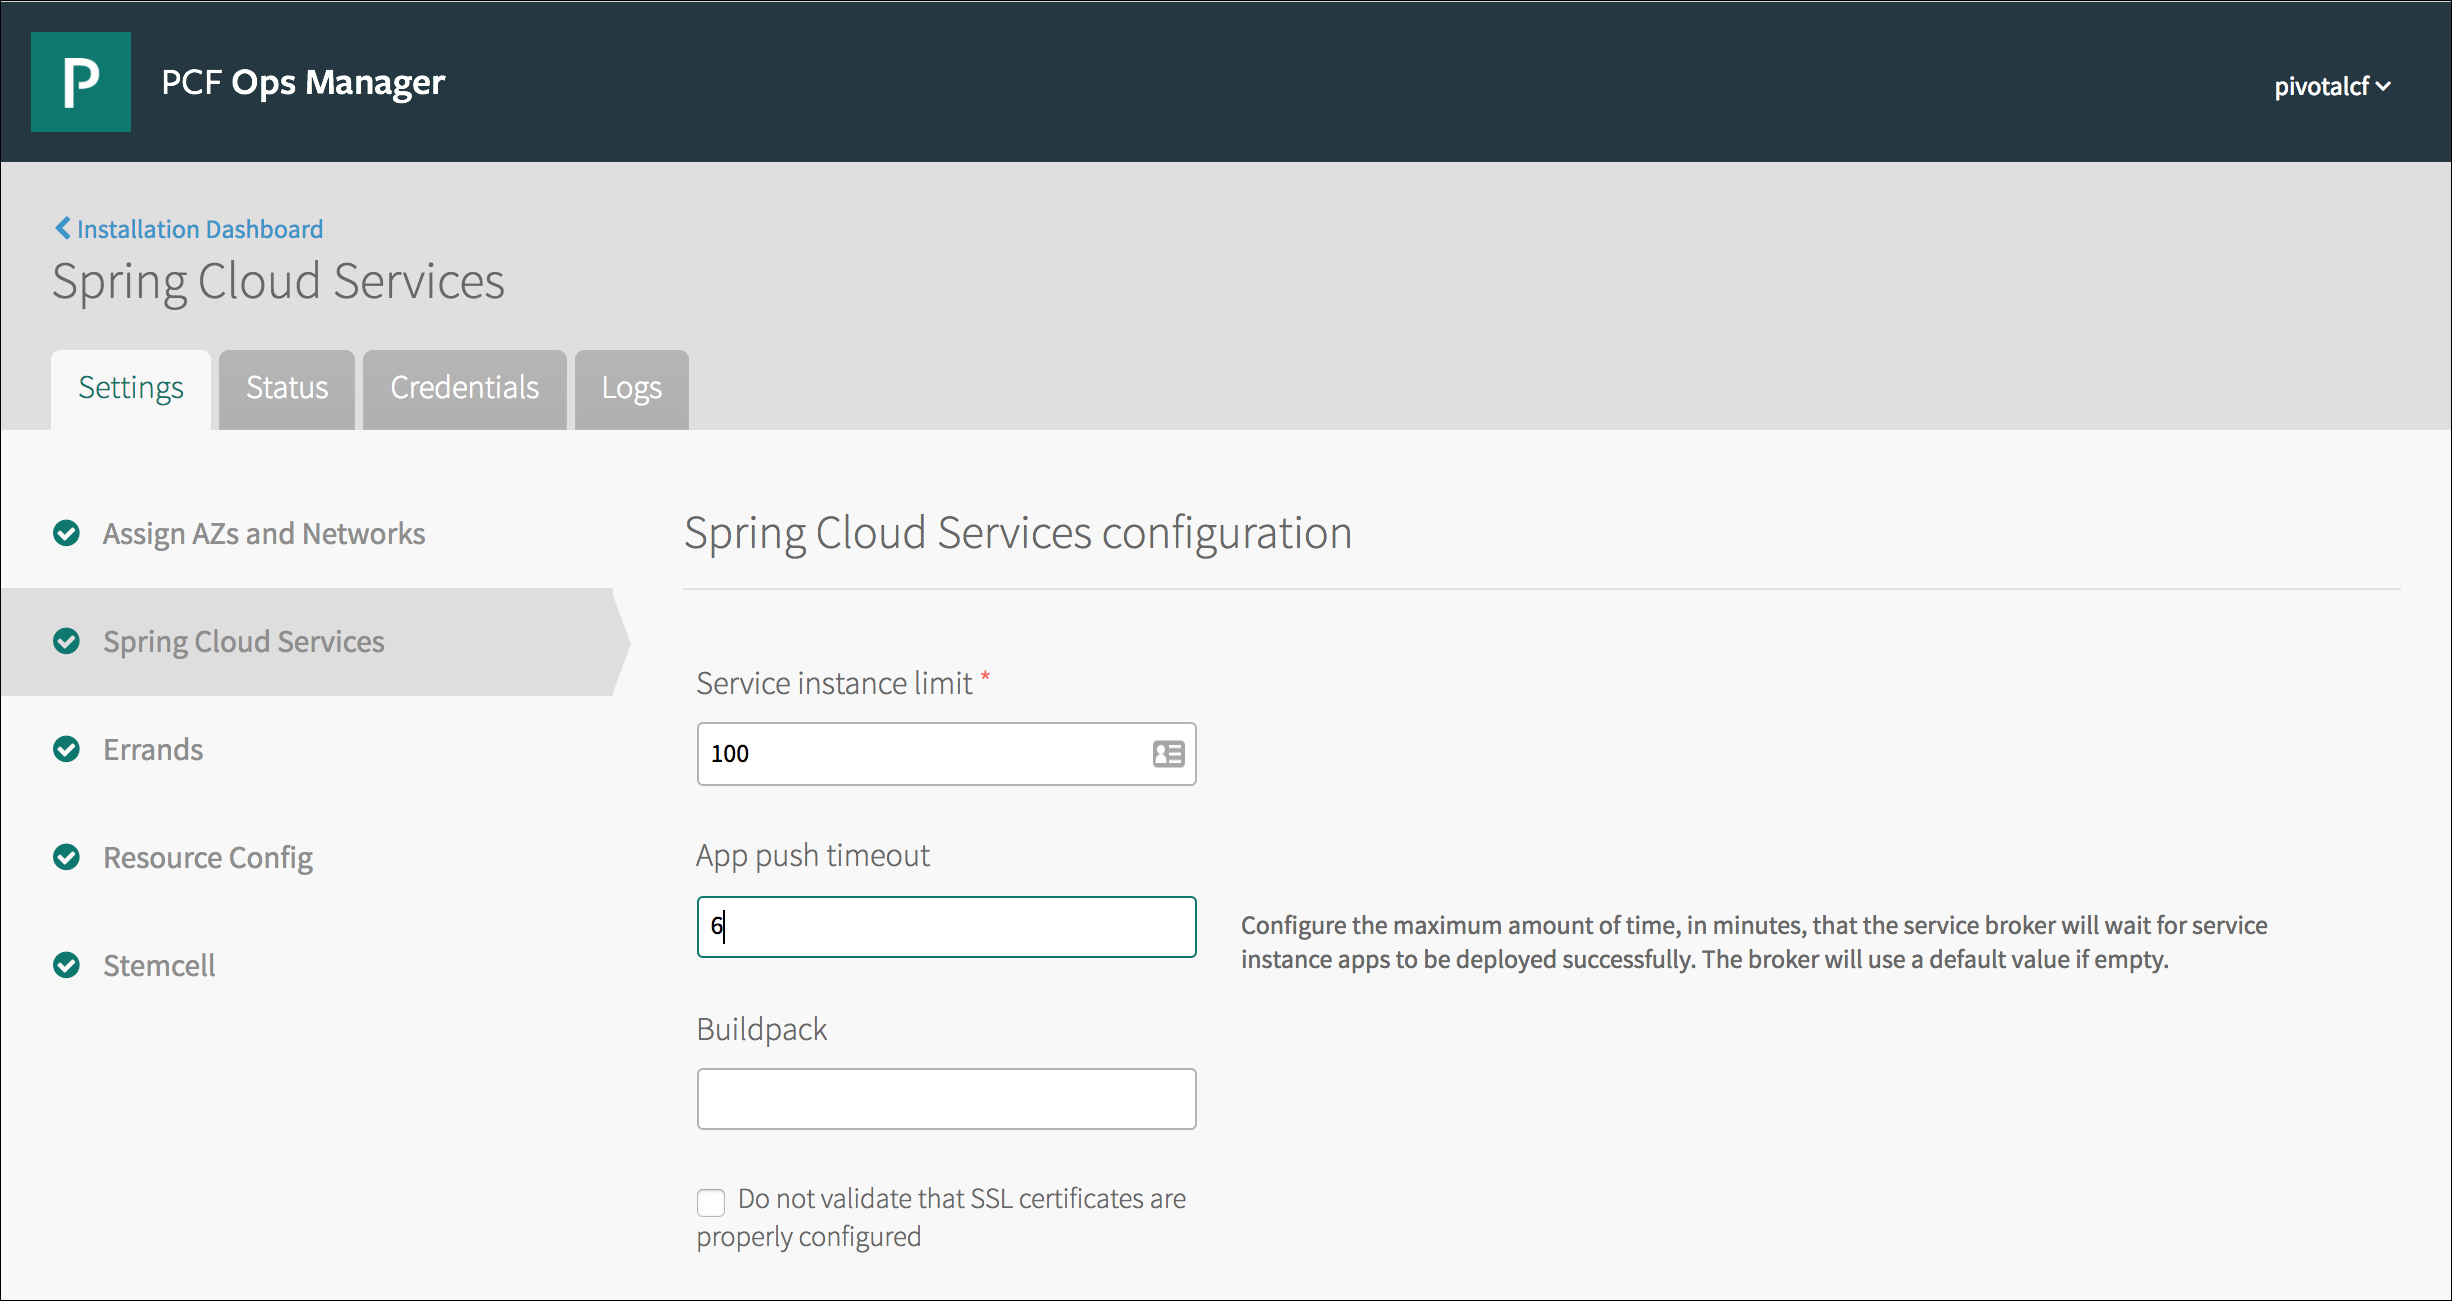 P
PCF Ops Manager
pivotalcf
Installation Dashboard
Spring Cloud Services
Settings
Status
Credentials
Logs
Assign AZs and Networks
Spring Cloud Services
Errands
Resource Config
Stemcell
Spring Cloud Services configuration
Service instance limit *
100
App push timeout
6
Configure the maximum amount of time, in minutes, that the service broker will wait for service
instance apps to be deployed successfully. The broker will use a default value if empty.
Buildpack
Do not validate that SSL certificates are
properly configured